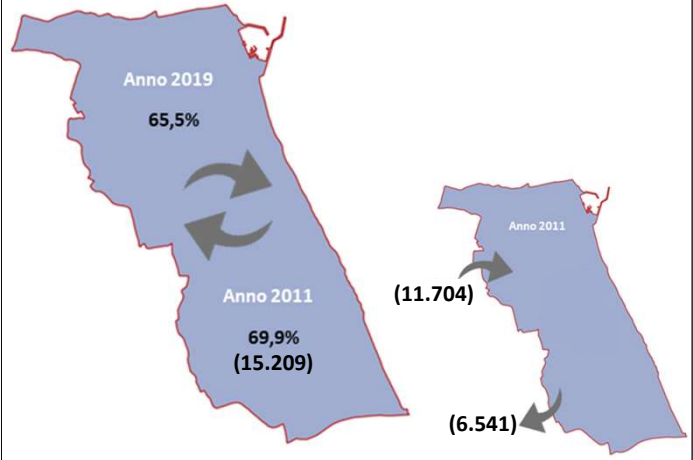 Anno 2019
65,5%
Anno 2011
69,9%
(15.209)
Anno 2011
(11.704)
(6.541)